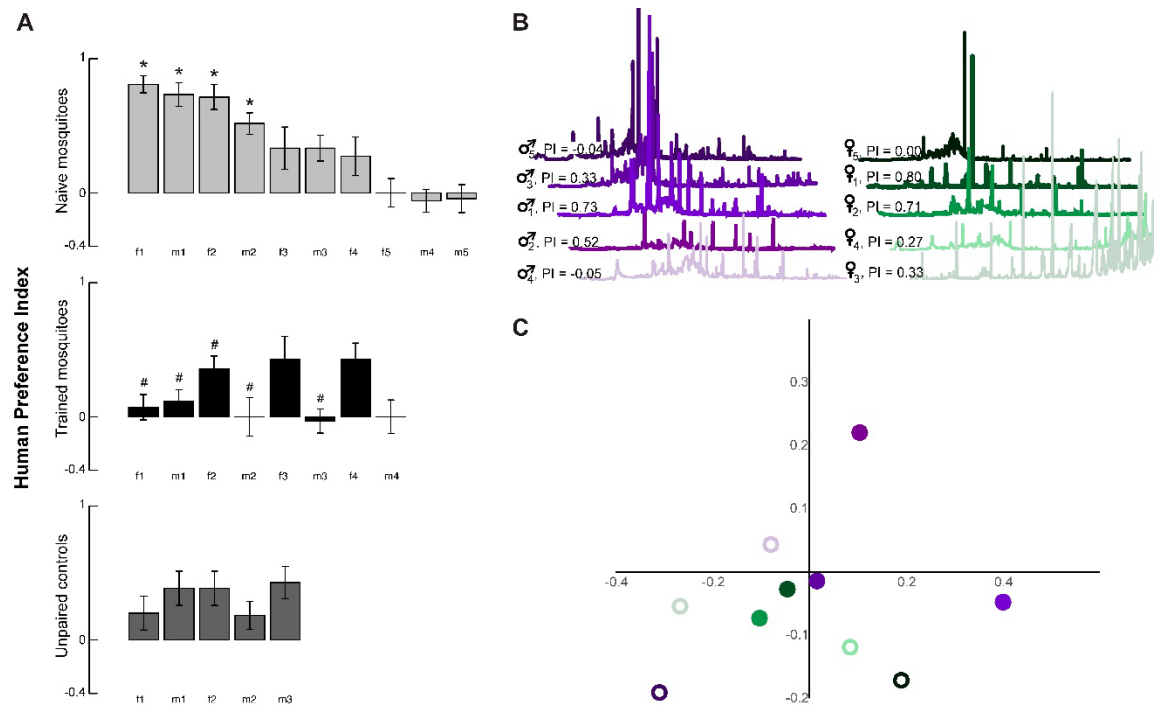 A
Human Preference Index
Naive mosquitoes
1
0
-0.4
* * * *
f1 m1 f2 m2 f3 m3 f4 f5 m4 m5
Trained mosquitoes
1
0
-0.4
# # # # #
f1 m1 f2 m2 f3 m3 f4 m4
Unpaired controls
1
0
-0.4
f1 m1 f2 m2 m3
B
♂5, PI = -0.04
♂3, PI = 0.33
♂1, PI = 0.73
♂2, PI = 0.52
♂4, PI = -0.05
♀5, PI = 0.00
♀1, PI = 0.80
♀2, PI = 0.71
♀4, PI = 0.27
♀3, PI = 0.33
C
0.3
0.2
0.1
-0.4 -0.2 0.2 0.4
-0.1
-0.2